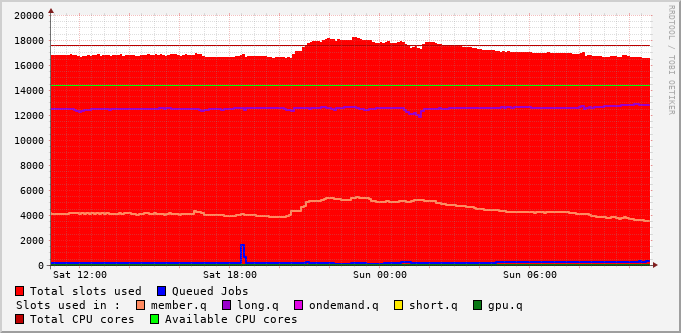 20000
18000
16000
14000
12000
10000
8000
6000
4000
2000
0
Sat 12:00 Sat 18:00 Sun 00:00 Sun 06:00
Total slots used Queued Jobs
Slots used in : member.q long.q ondemand.q short.q gpu.q
Total CPU cores Available CPU cores
RRDTOOL / TOBI OETIKER